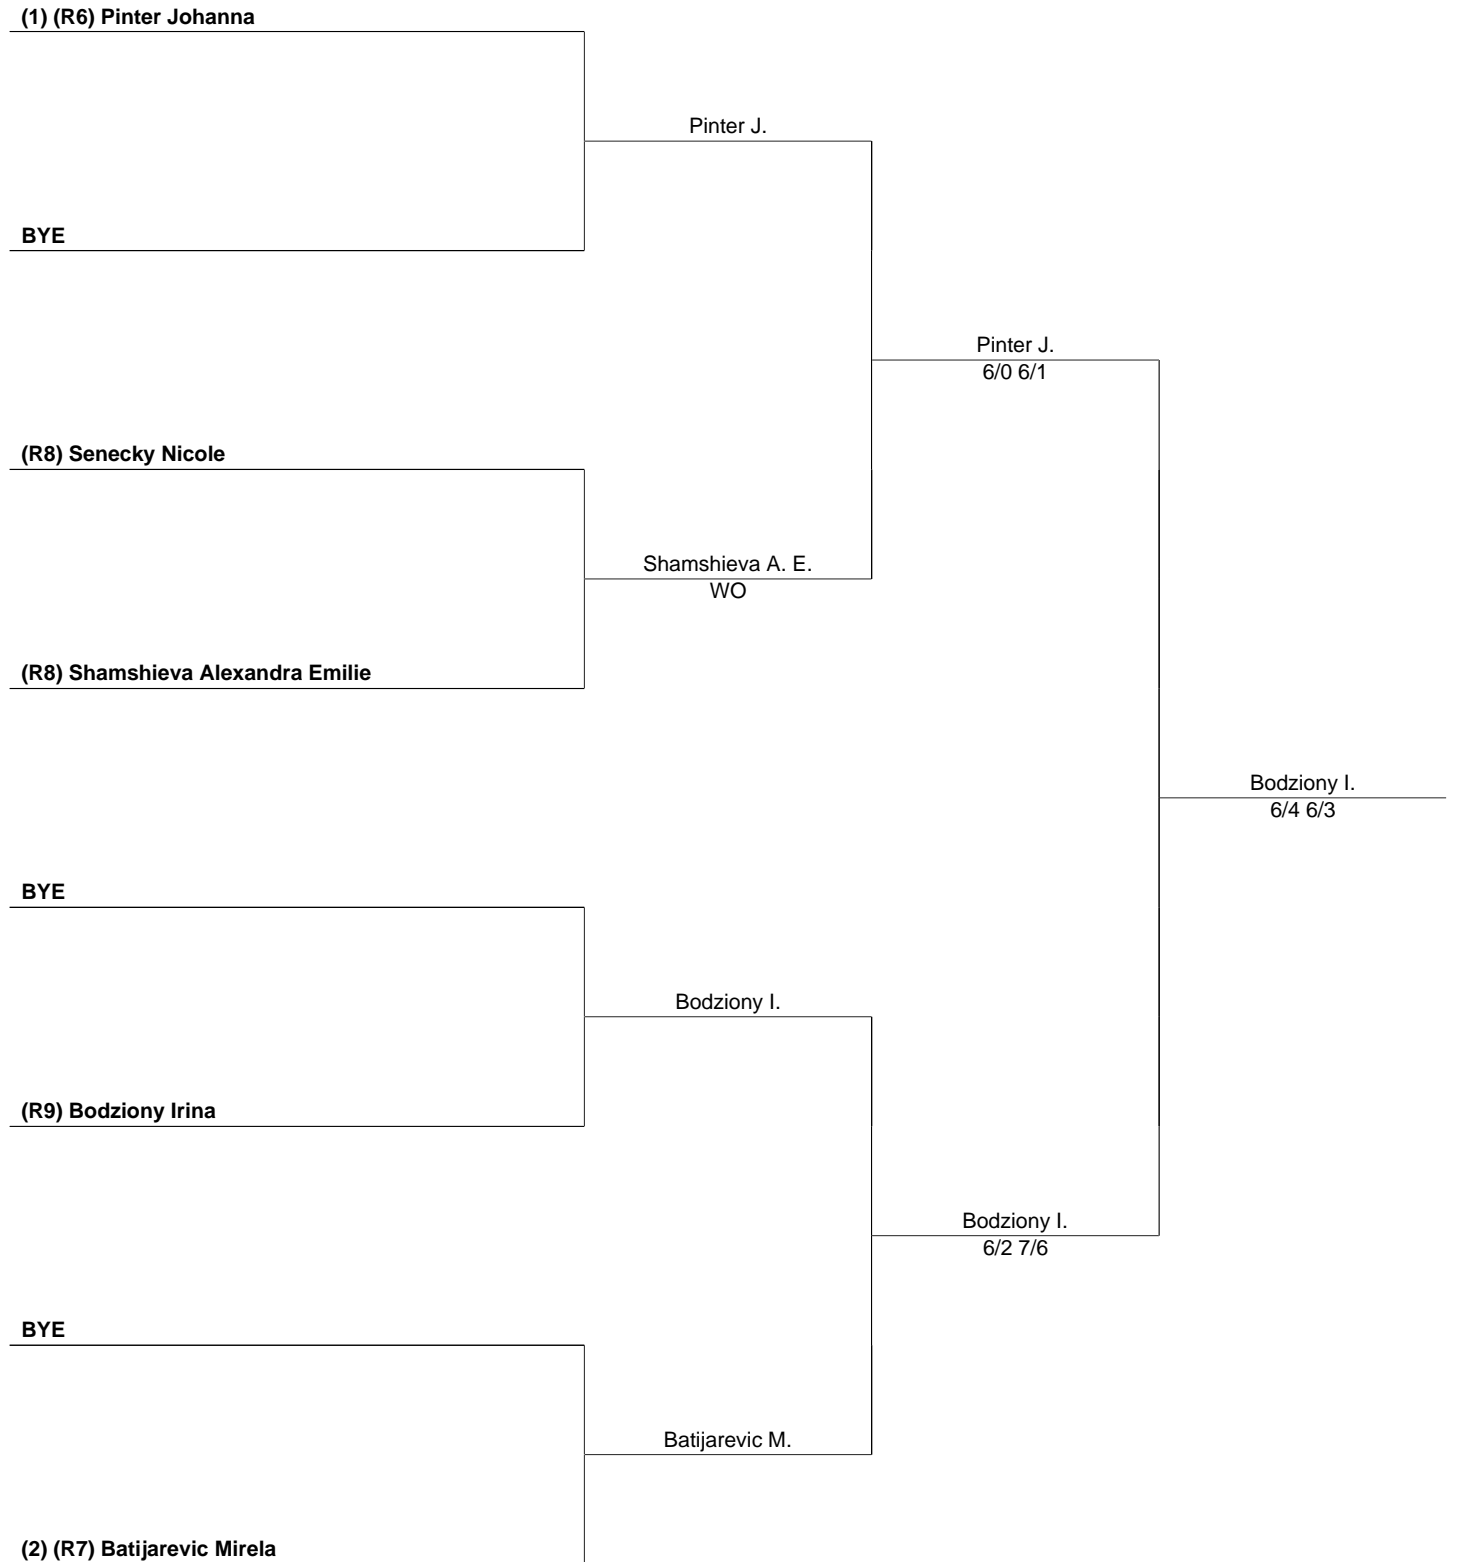 (1) (R6) Pinter Johanna
Pinter J.
BYE
Pinter J.
6/0 6/1
(R8) Senecky Nicole
Shamshieva A. E.
WO
(R8) Shamshieva Alexandra Emilie
Bodziony I.
6/4 6/3
BYE
Bodziony I.
(R9) Bodziony Irina
Bodziony I.
6/2 7/6
BYE
Batijarevic M.
(2) (R7) Batijarevic Mirela